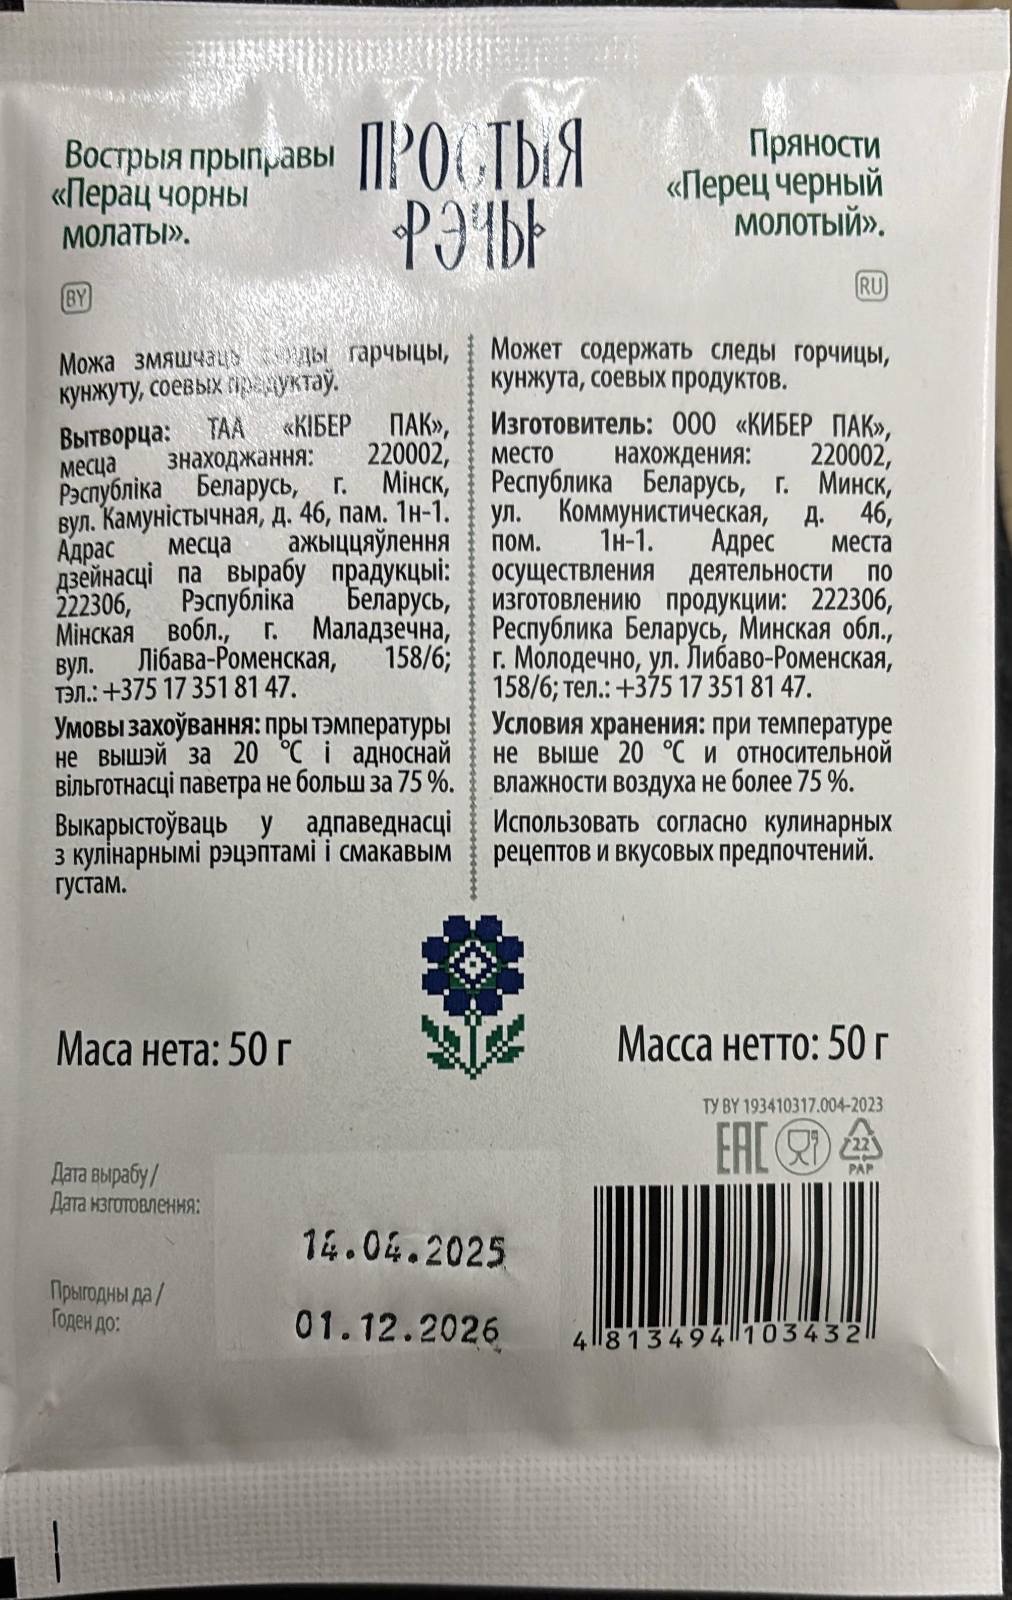 Вострыя прыправы
«Перац чорны
молаты».
BY
ПРОСТЫЯ
РЭЧЫ
Пряности
«Перец черный
молотый».
RU
Можа змяшчаць гарчыцы,
кунжуту, соевых прадуктаў.
Вытворца: ТАА «КІБЕР ПАК»,
месца знаходжання: 220002,
Рэспубліка Беларусь, г. Мінск,
вул. Камуністычная, д. 46, пам. 1н-1.
Адрас месца ажыццяўлення
дзейнасці па вырабу прадукцыі:
222306, Рэспубліка Беларусь,
Мінская вобл., г. Маладзечна,
вул. Лібава-Роменская, 158/6;
тэл.: +375 17 351 81 47.
Умовы захоўвання: пры тэмпературы
не вышэй за 20 °C і адноснай
вільготнасці паветра не больш за 75 %.
Выкарыстоўваць у адпаведнасці
з кулінарнымі рэцэптамі і смакавым
густам.
Может содержать следы горчицы,
кунжута, соевых продуктов.
Изготовитель: ООО «КИБЕР ПАК»,
место нахождения: 220002,
Республика Беларусь, г. Минск,
ул. Коммунистическая, д. 46,
пом. 1н-1. Адрес места
осуществления деятельности по
изготовлению продукции: 222306,
Республика Беларусь, Минская обл.,
г. Молодечно, ул. Либаво-Роменская,
158/6; тел.: +375 17 351 81 47.
Условия хранения: при температуре
не выше 20 °C и относительной
влажности воздуха не более 75 %.
Использовать согласно кулинарных
рецептов и вкусовых предпочтений.
Маса нета: 50 г
Масса нетто: 50 г
ТУ BY 193410317.004-2023
EAC
22
PAP
Дата вырабу/
Дата изготовления:
14.04.2025
Прыгодны да/
Годен до:
01.12.2026
4 813494 103432